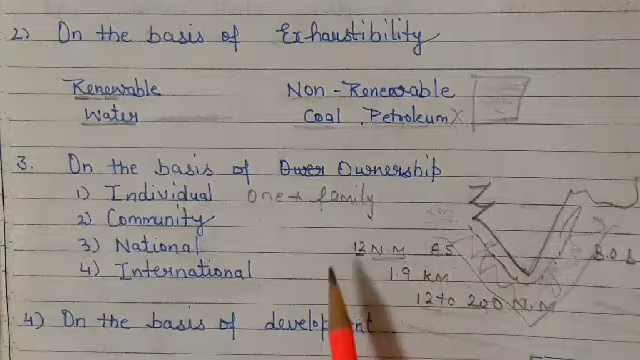 2) On the basis of Exhaustibility
Renewable Non - Renewable
Water Coal , Petroleum X
3. On the basis of Ownership
1) Individual One → family
2) Community
3) National 12 N.M A.S B.O.B
4) International 1.9 KM
12 to 200 N.M
4) On the basis of development